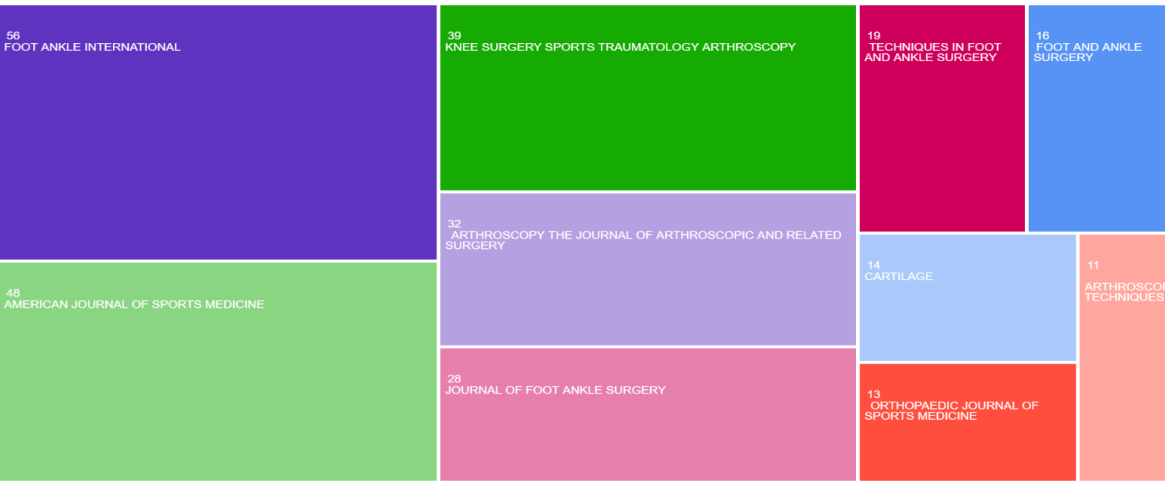 56
FOOT ANKLE INTERNATIONAL
48
AMERICAN JOURNAL OF SPORTS MEDICINE
39
KNEE SURGERY SPORTS TRAUMATOLOGY ARTHROSCOPY
32
ARTHROSCOPY THE JOURNAL OF ARTHROSCOPIC AND RELATED
SURGERY
28
JOURNAL OF FOOT ANKLE SURGERY
19
TECHNIQUES IN FOOT
AND ANKLE SURGERY
16
FOOT AND ANKLE
SURGERY
14
CARTILAGE
13
ORTHOPAEDIC JOURNAL OF
SPORTS MEDICINE
11
TECHNIQUES